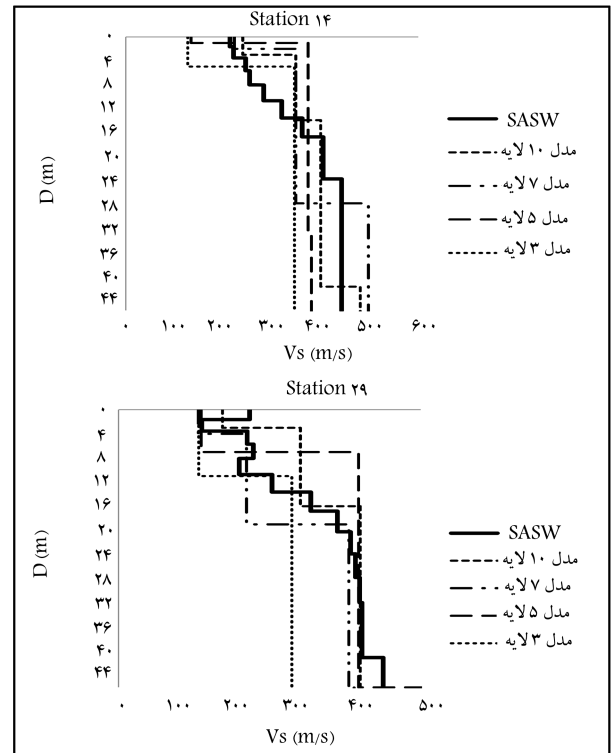 Station ۱۴
۰
۴
۸
۱۲
۱۶
۲۰
۲۴
۲۸
۳۲
۳۶
۴۰
۴۴
D (m)
۰ ۱۰۰ ۲۰۰ ۳۰۰ ۴۰۰ ۵۰۰ ۶۰۰
Vs (m/s)
SASW
مدل ۱۰ لایه
مدل ۷ لایه
مدل ۵ لایه
مدل ۳ لایه
Station ۲۹
۰
۴
۸
۱۲
۱۶
۲۰
۲۴
۲۸
۳۲
۳۶
۴۰
۴۴
D (m)
۰ ۱۰۰ ۲۰۰ ۳۰۰ ۴۰۰ ۵۰۰
Vs (m/s)
SASW
مدل ۱۰ لایه
مدل ۷ لایه
مدل ۵ لایه
مدل ۳ لایه